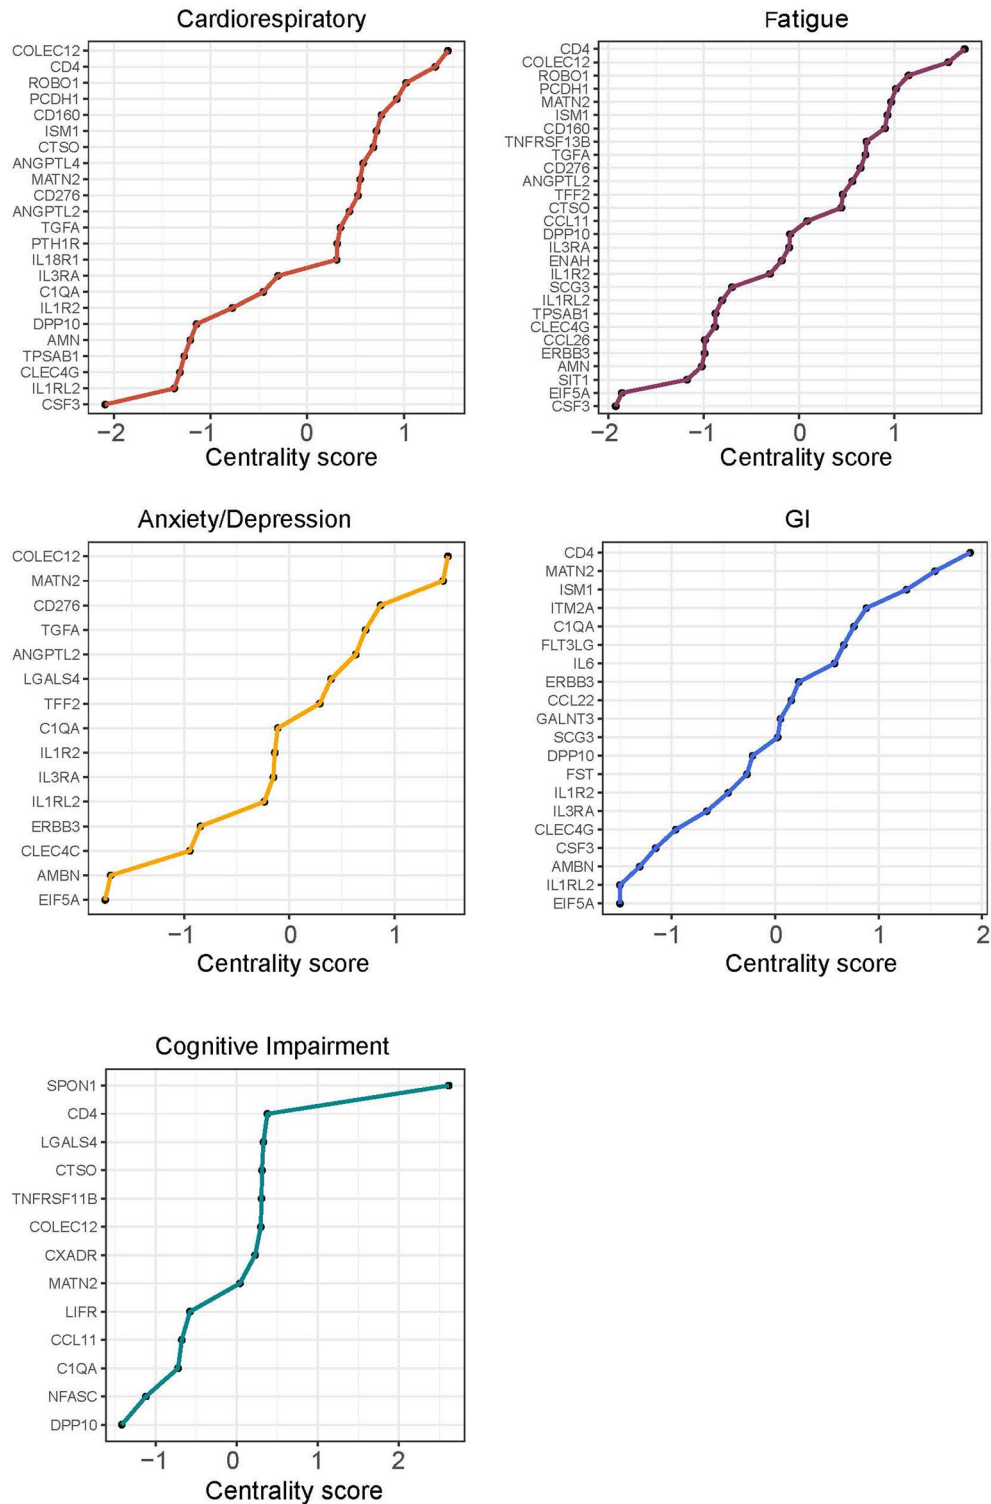 Cardiorespiratory
COLEC12
CD4
ROBO1
PCDH1
CD160
ISM1
CTSO
ANGPTL4
MATN2
CD276
ANGPTL2
TGFA
PTH1R
IL18R1
IL3RA
C1QA
IL1R2
DPP10
AMN
TPSAB1
CLEC4G
IL1RL2
CSF3
−2 −1 0 1
Centrality score
Fatigue
CD4
COLEC12
ROBO1
PCDH1
MATN2
ISM1
CD160
TNFRSF13B
TGFA
CD276
ANGPTL2
TFF2
CTSO
CCL11
DPP10
IL3RA
ENAH
IL1R2
SCG3
IL1RL2
TPSAB1
CLEC4G
CCL26
ERBB3
AMN
SIT1
EIF5A
CSF3
−2 −1 0 1
Centrality score
Anxiety/Depression
COLEC12
MATN2
CD276
TGFA
ANGPTL2
LGALS4
TFF2
C1QA
IL1R2
IL3RA
IL1RL2
ERBB3
CLEC4C
AMBN
EIF5A
−1 0 1
Centrality score
GI
CD4
MATN2
ISM1
ITM2A
C1QA
FLT3LG
IL6
ERBB3
CCL22
GALNT3
SCG3
DPP10
FST
IL1R2
IL3RA
CLEC4G
CSF3
AMBN
IL1RL2
EIF5A
−1 0 1 2
Centrality score
Cognitive Impairment
SPON1
CD4
LGALS4
CTSO
TNFRSF11B
COLEC12
CXADR
MATN2
LIFR
CCL11
C1QA
NFASC
DPP10
−1 0 1 2
Centrality score